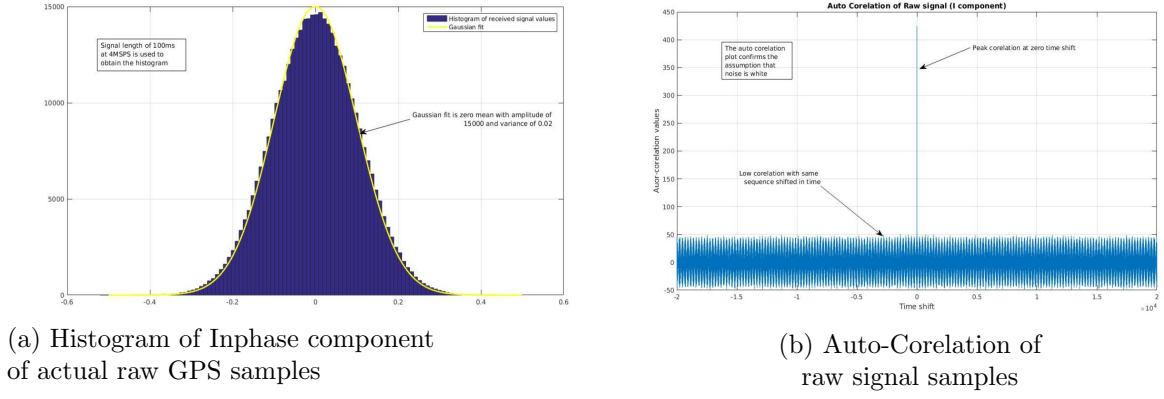 15000
10000
5000
0
-0.6
-0.4
-0.2
0
0.2
0.4
0.6
Signal length of 100ms
at 4MSPS is used to
obtain the histogram
Histogram of received signal values
Gaussian fit
Gaussian fit is zero mean with amplitude of
15000 and variance of 0.02
(a) Histogram of Inphase component
of actual raw GPS samples
Auto Corelation of Raw signal (I component)
450
400
350
300
250
200
150
100
50
0
-50
Auor-corelation values
-2
-1.5
-1
-0.5
0
0.5
1
1.5
2
Time shift
×10⁴
The auto corelation
plot confirms the
assumption that
noise is white
Peak corelation at zero time shift
Low corelation with same
sequence shifted in time
(b) Auto-Corelation of
raw signal samples